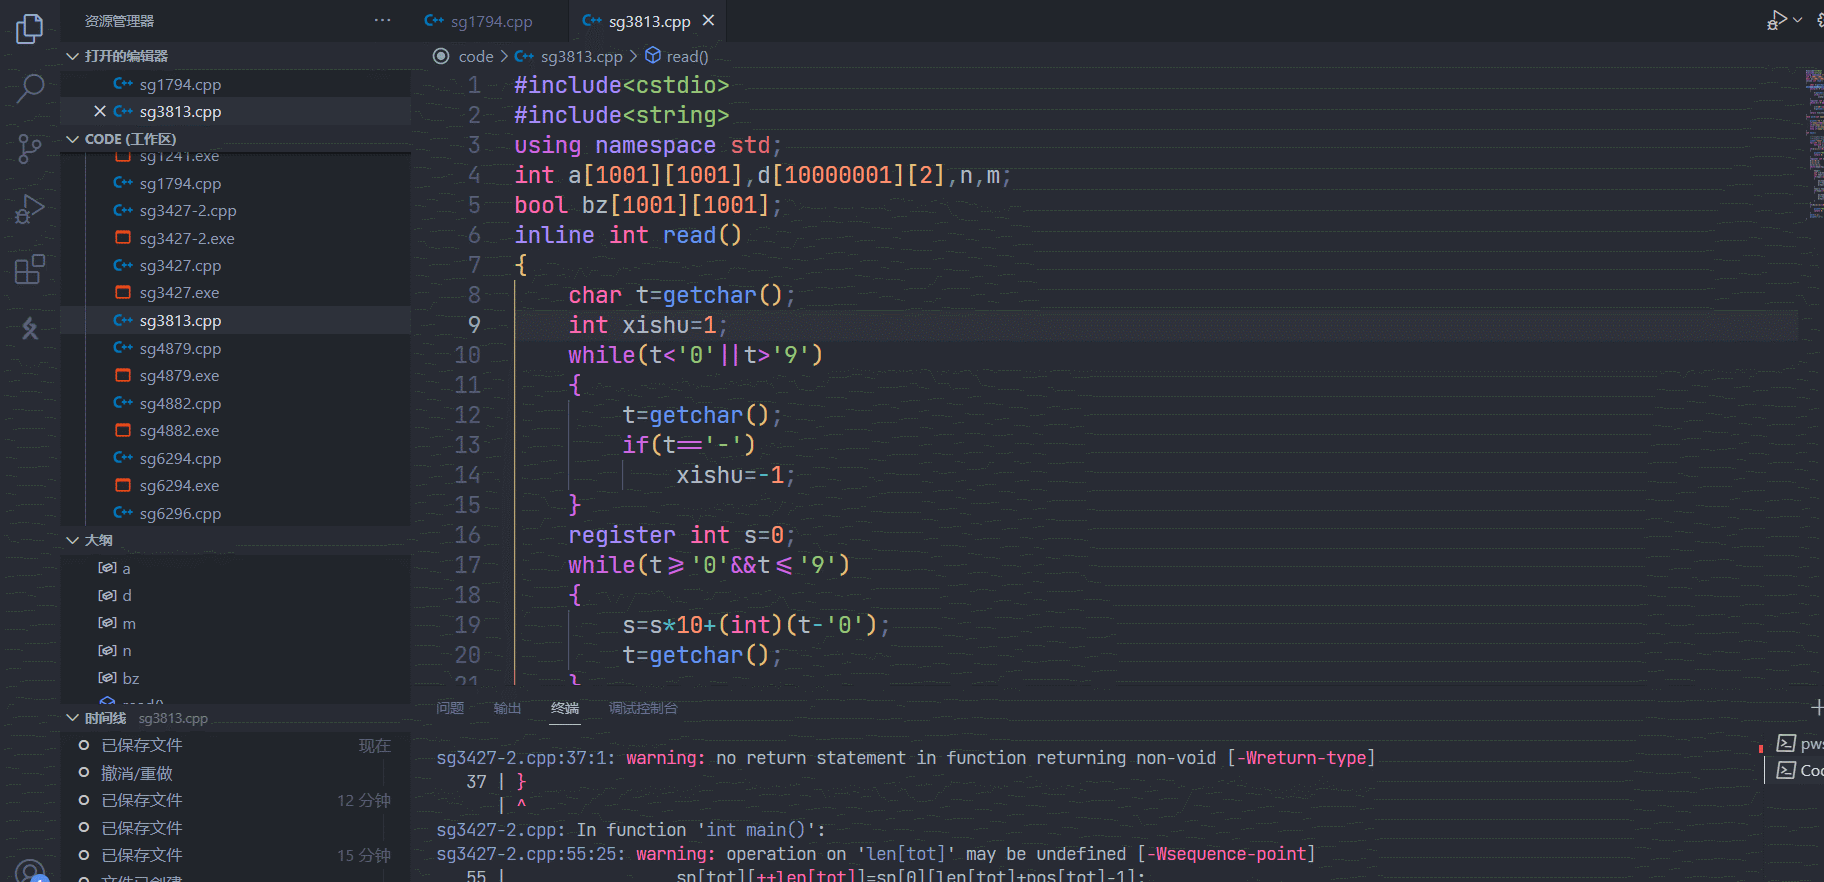 资源管理器 ···
打开的编辑器
sg1794.cpp
sg3813.cpp
CODE (工作区)
sg1241.exe
sg1794.cpp
sg3427-2.cpp
sg3427-2.exe
sg3427.cpp
sg3427.exe
sg3813.cpp
sg4879.cpp
sg4879.exe
sg4882.cpp
sg4882.exe
sg6294.cpp
sg6294.exe
sg6296.cpp
大纲
a
d
m
n
bz
read()
时间线 sg3813.cpp
已保存文件 现在
撤消/重做
已保存文件 12 分钟
已保存文件
已保存文件 15 分钟
文件已创建
sg1794.cpp sg3813.cpp
code > sg3813.cpp > read()
1 #include<cstdio>
2 #include<string>
3 using namespace std;
4 int a[1001][1001],d[10000001][2],n,m;
5 bool bz[1001][1001];
6 inline int read()
7 {
8 char t=getchar();
9 int xishu=1;
10 while(t<'0'||t>'9')
11 {
12 t=getchar();
13 if(t=='-')
14 xishu=-1;
15 }
16 register int s=0;
17 while(t>='0'&&t<='9')
18 {
19 s=s*10+(int)(t-'0');
20 t=getchar();
21 }
问题 输出 终端 调试控制台
sg3427-2.cpp:37:1: warning: no return statement in function returning non-void [-Wreturn-type]
37 | }
| ^
sg3427-2.cpp: In function 'int main()':
sg3427-2.cpp:55:25: warning: operation on 'len[tot]' may be undefined [-Wsequence-point]
55 | sn[tot][++len[tot]]=sn[0][len[tot]+pos[tot]-1];
pws
Coc